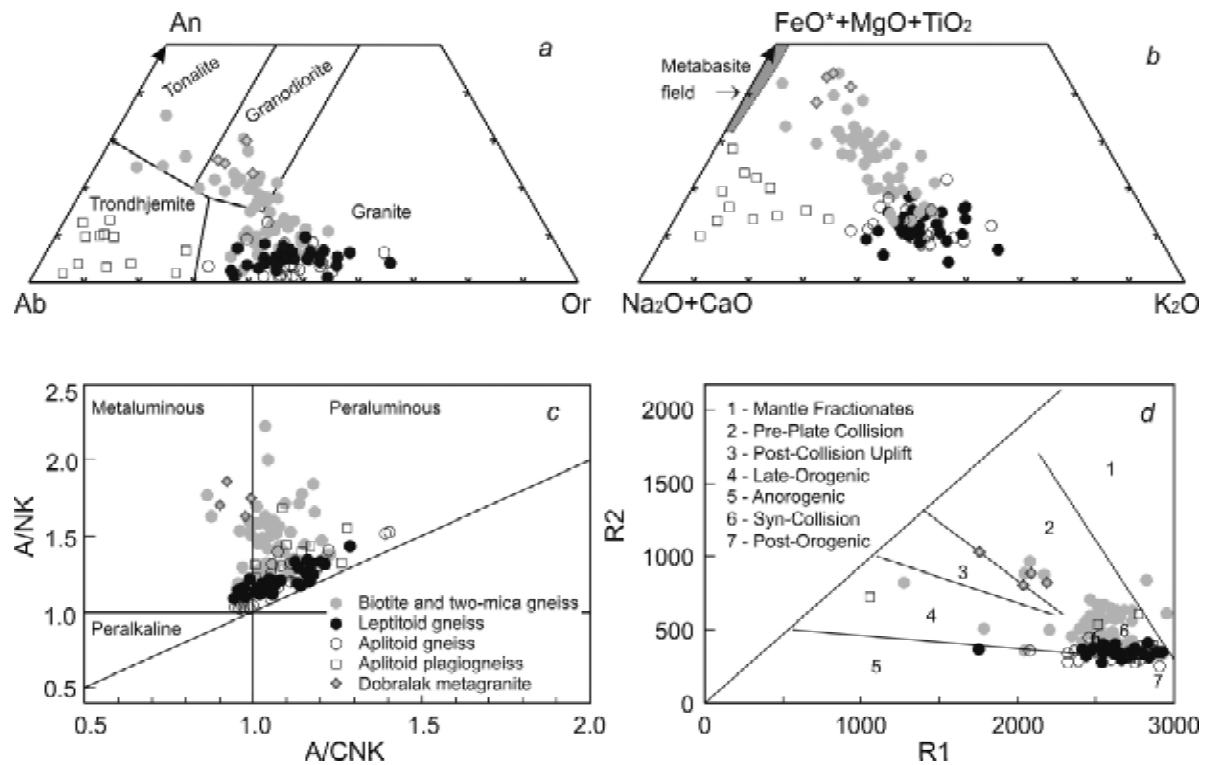 An
a
Tonalite
Granodiorite
Trondhjemite
Granite
Ab
Or
FeO*+MgO+TiO2
b
Metabasite
field
Na2O+CaO
K2O
2.5
Metaluminous
Peraluminous
c
2.0
A/NK
1.5
1.0
Peralkaline
0.5
Biotite and two-mica gneiss
Leptitoid gneiss
Aplitoid gneiss
Aplitoid plagiogneiss
Dobralak metagranite
0.5
1.0
1.5
2.0
A/CNK
2000
1 - Mantle Fractionates
d
2 - Pre-Plate Collision
3 - Post-Collision Uplift
4 - Late-Orogenic
5 - Anorogenic
6 - Syn-Collision
7 - Post-Orogenic
1500
R2
1000
500
0
1
2
3
4
5
6
7
0
1000
2000
3000
R1